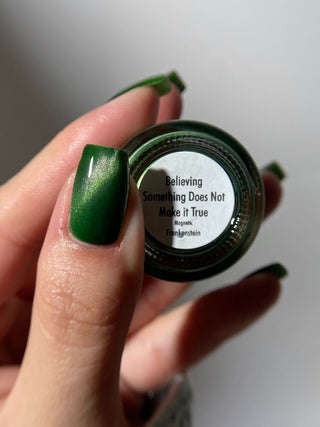 Believing
Something Does Not
Make it True
Magnetic
Frankenstein